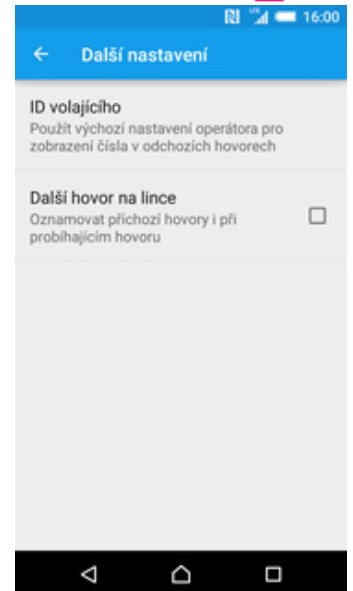 16:00
Další nastavení
ID volajícího
Použít výchozí nastavení operátora pro
zobrazení čísla v odchozích hovorech
Další hovor na lince
Oznamovat příchozí hovory i při
probíhajícím hovoru